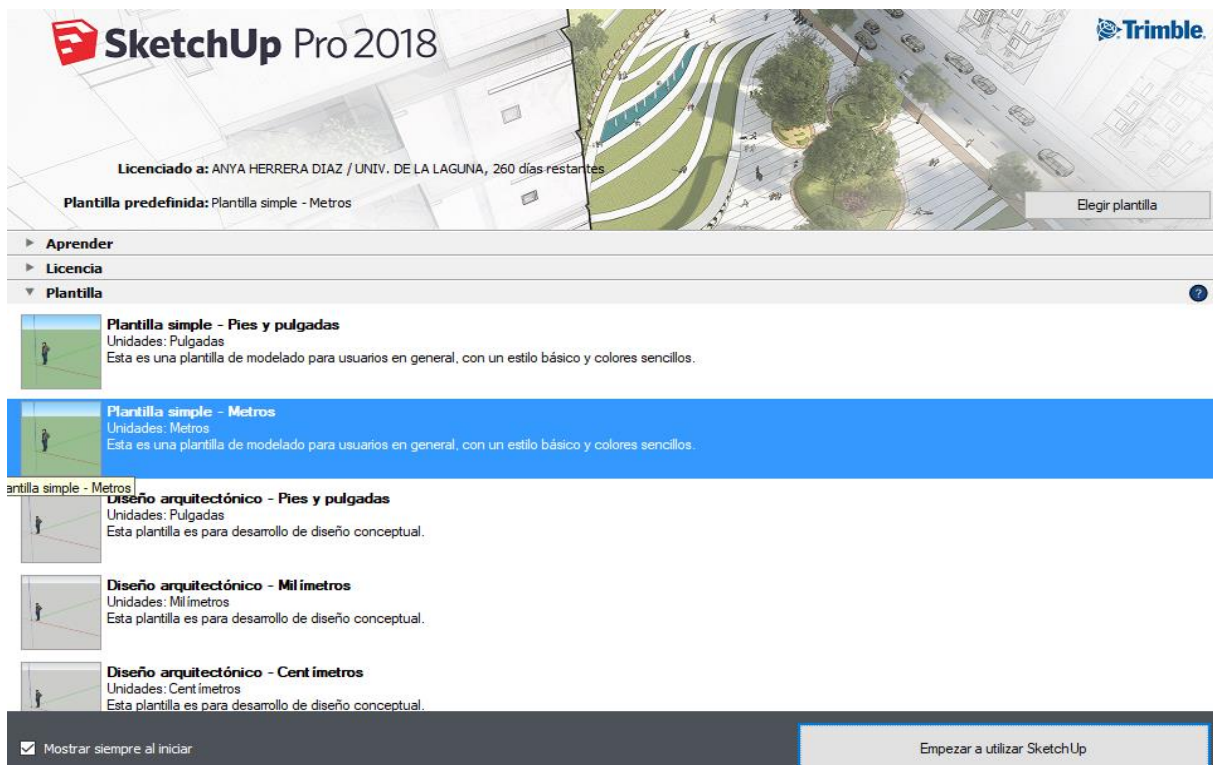 SketchUp Pro 2018
Trimble.
Licenciado a: ANYA HERRERA DIAZ / UNIV. DE LA LAGUNA, 260 días restantes
Plantilla predefinida: Plantilla simple - Metros
Elegir plantilla
Aprender
Licencia
Plantilla
?
Plantilla simple - Pies y pulgadas
Unidades: Pulgadas
Esta es una plantilla de modelado para usuarios en general, con un estilo básico y colores sencillos.
Plantilla simple - Metros
Unidades: Metros
Esta es una plantilla de modelado para usuarios en general, con un estilo básico y colores sencillos.
antilla simple - Metros
Diseño arquitectónico - Pies y pulgadas
Unidades: Pulgadas
Esta plantilla es para desarrollo de diseño conceptual.
Diseño arquitectónico - Milímetros
Unidades: Milímetros
Esta plantilla es para desarrollo de diseño conceptual.
Diseño arquitectónico - Centímetros
Unidades: Centímetros
Esta plantilla es para desarrollo de diseño conceptual.
Mostrar siempre al iniciar
Empezar a utilizar SketchUp